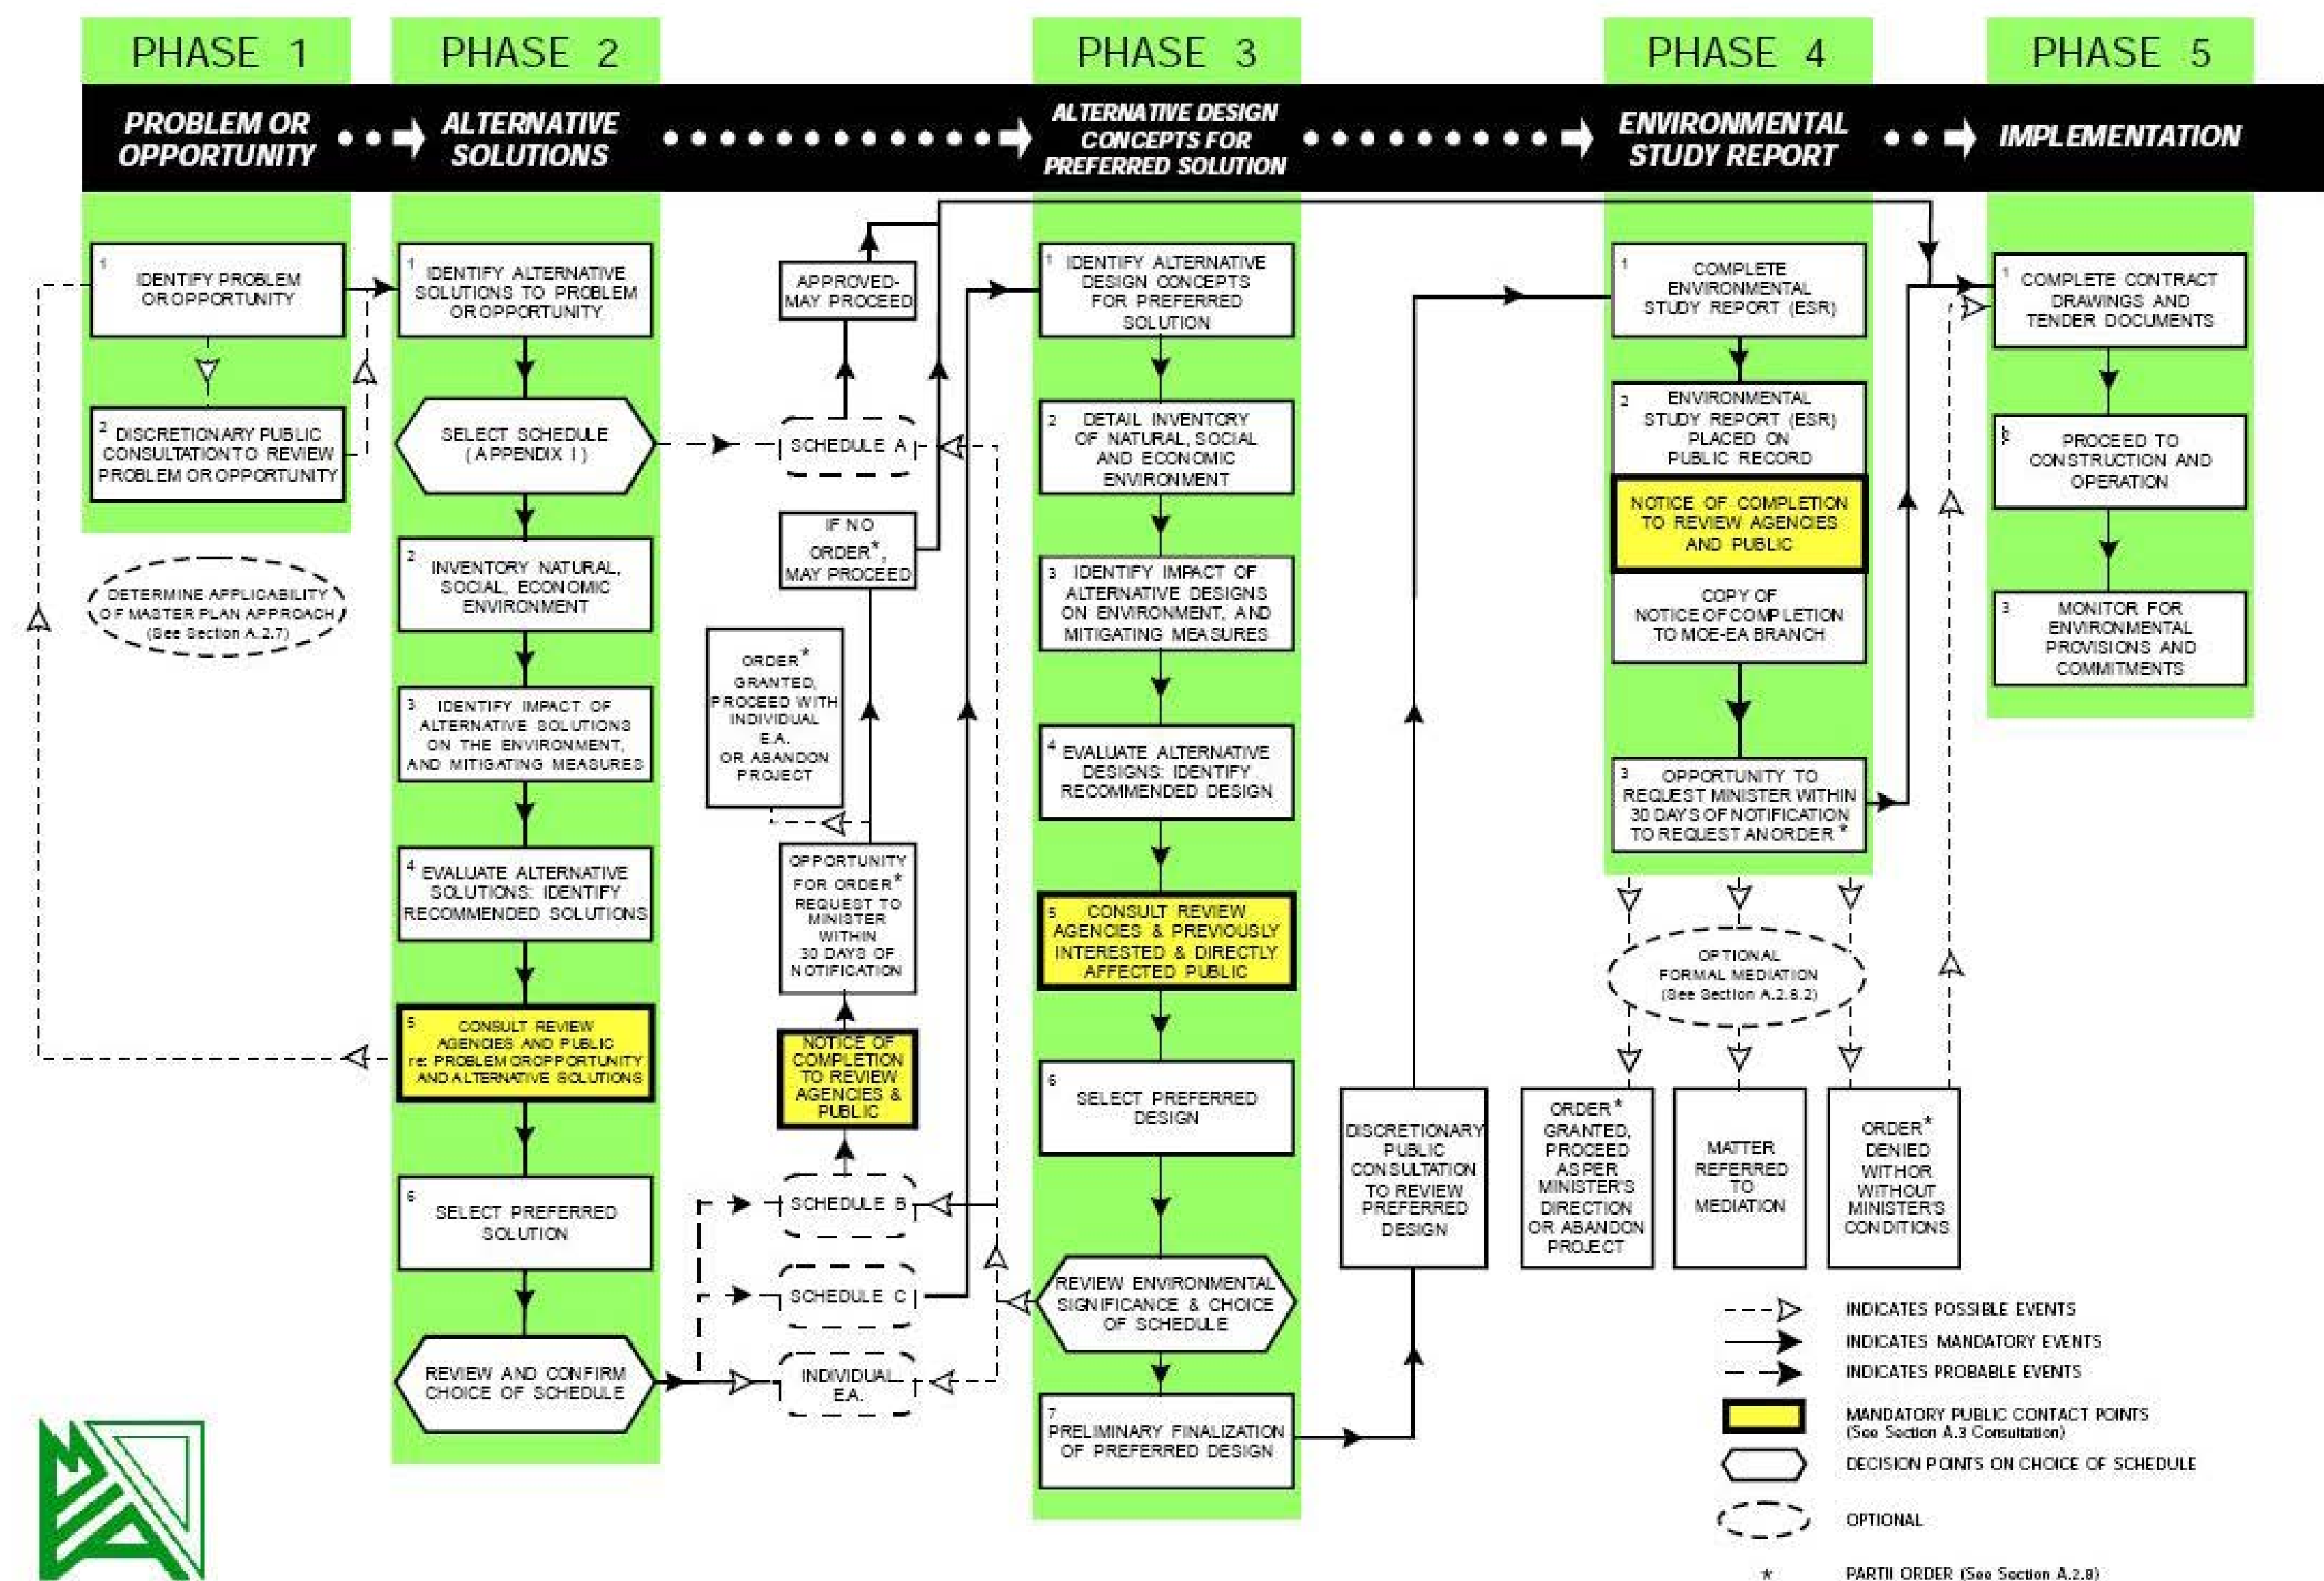 PHASE 1
PHASE 2
PHASE 3
PHASE 4
PHASE 5
PROBLEM OR
OPPORTUNITY
ALTERNATIVE
SOLUTIONS
ALTERNATIVE DESIGN
CONCEPTS FOR
PREFERRED SOLUTION
ENVIRONMENTAL
STUDY REPORT
IMPLEMENTATION
1
IDENTIFY PROBLEM
OR OPPORTUNITY
2
DISCRETIONARY PUBLIC
CONSULTATION TO REVIEW
PROBLEM OR OPPORTUNITY
DETERMINE APPLICABILITY
OF MASTER PLAN APPROACH
(See Section A.2.7)
1
IDENTIFY ALTERNATIVE
SOLUTIONS TO PROBLEM
OR OPPORTUNITY
SELECT SCHEDULE
(APPENDIX I)
2
INVENTORY NATURAL,
SOCIAL, ECONOMIC
ENVIRONMENT
3
IDENTIFY IMPACT OF
ALTERNATIVE SOLUTIONS
ON THE ENVIRONMENT,
AND MITIGATING MEASURES
4
EVALUATE ALTERNATIVE
SOLUTIONS: IDENTIFY
RECOMMENDED SOLUTIONS
5
CONSULT REVIEW
AGENCIES AND PUBLIC
re: PROBLEM OR OPPORTUNITY
AND ALTERNATIVE SOLUTIONS
6
SELECT PREFERRED
SOLUTION
REVIEW AND CONFIRM
CHOICE OF SCHEDULE
APPROVED-
MAY PROCEED
SCHEDULE A
IF NO
ORDER*,
MAY PROCEED
ORDER*
GRANTED,
PROCEED WITH
INDIVIDUAL
E.A.
OR ABANDON
PROJECT
OPPORTUNITY
FOR ORDER*
REQUEST TO
MINISTER
WITHIN
30 DAYS OF
NOTIFICATION
NOTICE OF
COMPLETION
TO REVIEW
AGENCIES &
PUBLIC
SCHEDULE B
SCHEDULE C
INDIVIDUAL
E.A.
1
IDENTIFY ALTERNATIVE
DESIGN CONCEPTS
FOR PREFERRED
SOLUTION
2
DETAIL INVENTORY
OF NATURAL, SOCIAL
AND ECONOMIC
ENVIRONMENT
3
IDENTIFY IMPACT OF
ALTERNATIVE DESIGNS
ON ENVIRONMENT, AND
MITIGATING MEASURES
4
EVALUATE ALTERNATIVE
DESIGNS: IDENTIFY
RECOMMENDED DESIGN
5
CONSULT REVIEW
AGENCIES & PREVIOUSLY
INTERESTED & DIRECTLY
AFFECTED PUBLIC
6
SELECT PREFERRED
DESIGN
REVIEW ENVIRONMENTAL
SIGNIFICANCE & CHOICE
OF SCHEDULE
7
PRELIMINARY FINALIZATION
OF PREFERRED DESIGN
DISCRETIONARY
PUBLIC
CONSULTATION
TO REVIEW
PREFERRED
DESIGN
1
COMPLETE
ENVIRONMENTAL
STUDY REPORT (ESR)
2
ENVIRONMENTAL
STUDY REPORT (ESR)
PLACED ON
PUBLIC RECORD
NOTICE OF COMPLETION
TO REVIEW AGENCIES
AND PUBLIC
COPY OF
NOTICE OF COMPLETION
TO MOE-EA BRANCH
3
OPPORTUNITY TO
REQUEST MINISTER WITHIN
30 DAYS OF NOTIFICATION
TO REQUEST AN ORDER*
OPTIONAL
FORMAL MEDIATION
(See Section A.2.8.2)
ORDER*
GRANTED,
PROCEED
AS PER
MINISTER'S
DIRECTION
OR ABANDON
PROJECT
MATTER
REFERRED
TO
MEDIATION
ORDER*
DENIED
WITH OR
WITHOUT
MINISTER'S
CONDITIONS
1
COMPLETE CONTRACT
DRAWINGS AND
TENDER DOCUMENTS
2
PROCEED TO
CONSTRUCTION AND
OPERATION
3
MONITOR FOR
ENVIRONMENTAL
PROVISIONS AND
COMMITMENTS
INDICATES POSSIBLE EVENTS
INDICATES MANDATORY EVENTS
INDICATES PROBABLE EVENTS
MANDATORY PUBLIC CONTACT POINTS
(See Section A.3 Consultation)
DECISION POINTS ON CHOICE OF SCHEDULE
OPTIONAL
* PART II ORDER (See Section A.2.8)
MEA